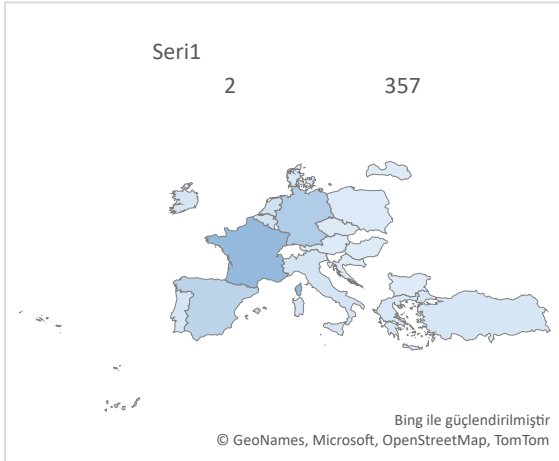 Seri1
2 357
Bing ile güçlendirilmiştir
© GeoNames, Microsoft, OpenStreetMap, TomTom